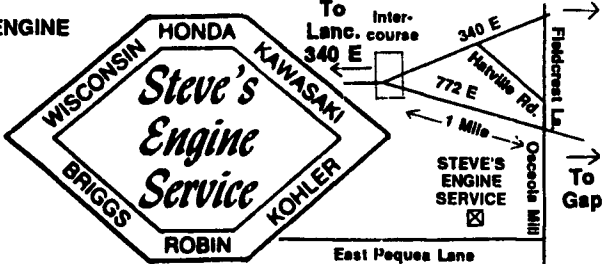 ENGINE
HONDA
WISCONSIN
KAWASAKI
Steve's
Engine
Service
BRIGGS
KOHLER
ROBIN
To
Lanc.
340 E
Inter-
course
340 E
Hatville Rd.
772 E
1 Mile
Fieldcrest La.
Osceola Mill
To
Gap
STEVE'S
ENGINE
SERVICE
East Pequea Lane